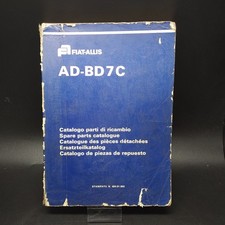 FIAT-ALLIS
AD-BD7C
Catalogo parti di ricambio
Spare parts catalogue
Catalogue des pièces détachées
Ersatzteilkatalog
Catalogo de piezas de repuesto